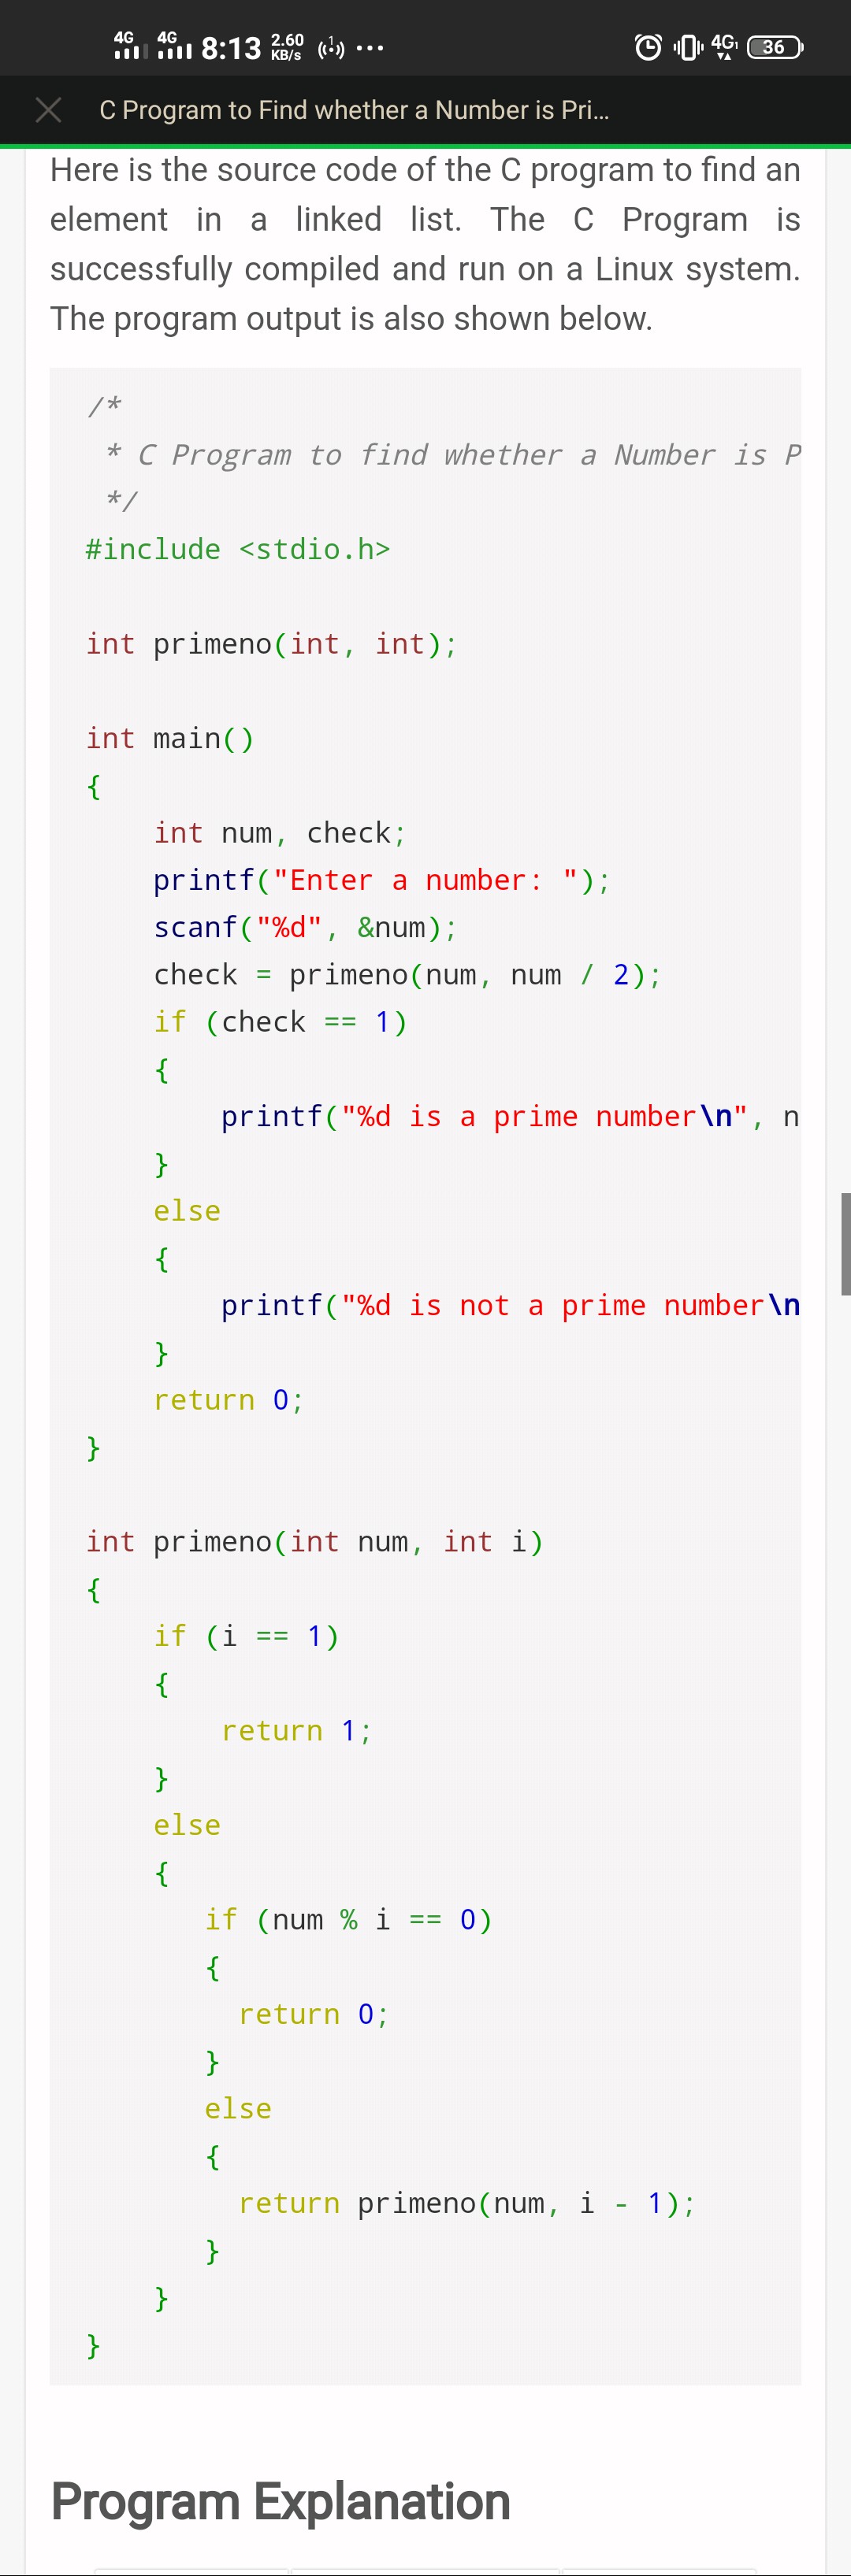 4G 4G 8:13 2.60 KB/s 4G1 36
C Program to Find whether a Number is Pri...
Here is the source code of the C program to find an
element in a linked list. The C Program is
successfully compiled and run on a Linux system.
The program output is also shown below.
/*
 * C Program to find whether a Number is P
 */
#include <stdio.h>
int primeno(int, int);
int main()
{
    int num, check;
    printf("Enter a number: ");
    scanf("%d", &num);
    check = primeno(num, num / 2);
    if (check == 1)
    {
        printf("%d is a prime number\n", n
    }
    else
    {
        printf("%d is not a prime number\n
    }
    return 0;
}
int primeno(int num, int i)
{
    if (i == 1)
    {
        return 1;
    }
    else
    {
       if (num % i == 0)
       {
         return 0;
       }
       else
       {
         return primeno(num, i - 1);
       }
    }
}
Program Explanation